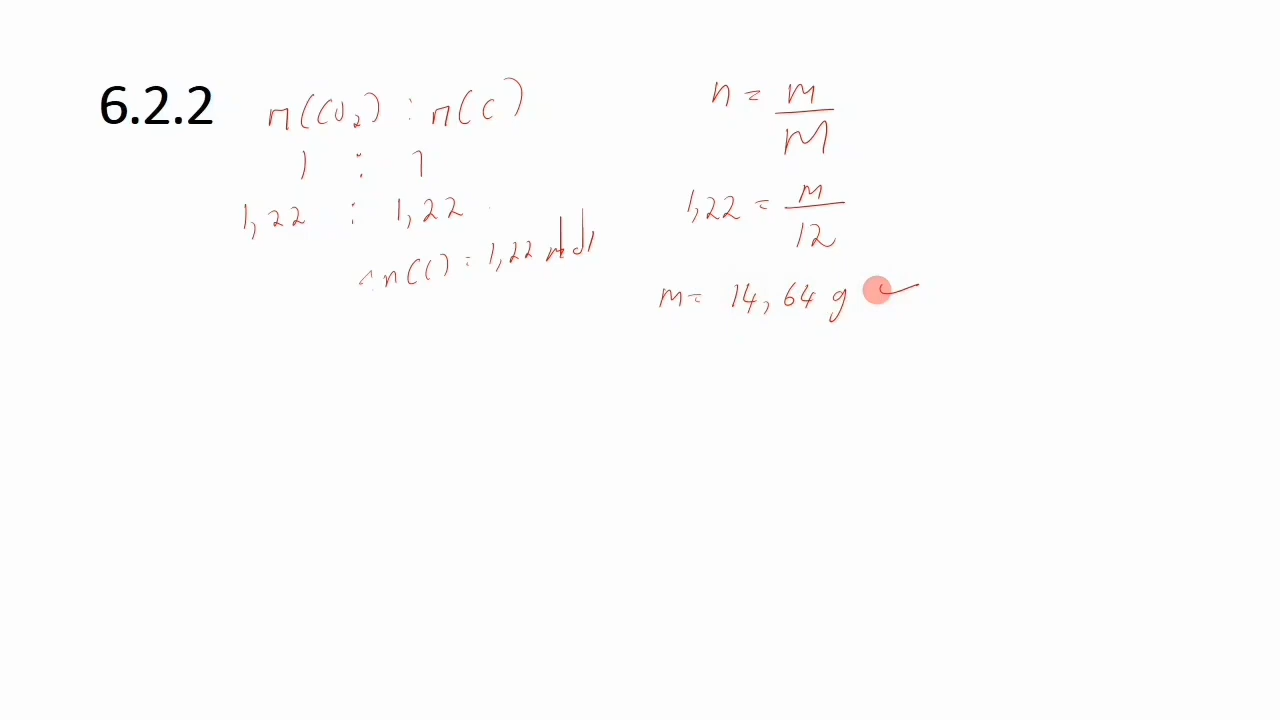 6.2.2
n(CO₂) : n(C)
1 : 1
1,22 : 1,22
∴ n(C) = 1,22 mol
n = m/M
1,22 = m/12
m = 14,64 g ✓